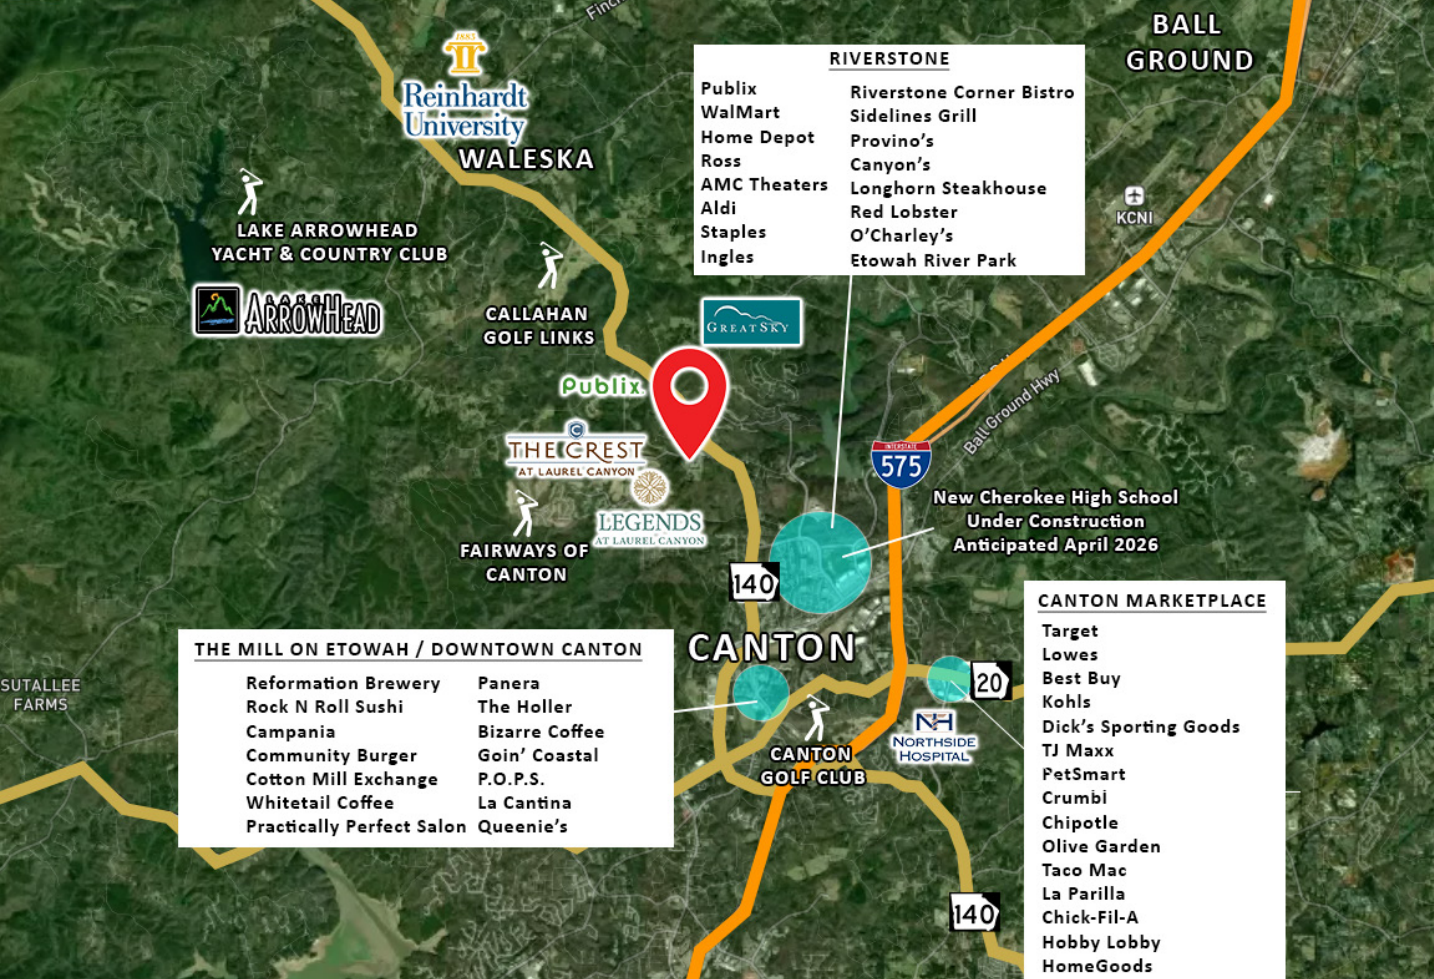 Finch
BALL
GROUND
1883
Reinhardt
University
WALESKA
LAKE ARROWHEAD
YACHT & COUNTRY CLUB
LAKE
ARROWHEAD
CALLAHAN
GOLF LINKS
RIVERSTONE
Publix
WalMart
Home Depot
Ross
AMC Theaters
Aldi
Staples
Ingles
Riverstone Corner Bistro
Sidelines Grill
Provino’s
Canyon’s
Longhorn Steakhouse
Red Lobster
O’Charley’s
Etowah River Park
KCNI
GREAT SKY
Publix.
C
THE CREST
AT LAUREL CANYON
LEGENDS
AT LAUREL CANYON
FAIRWAYS OF
CANTON
Ball Ground Hwy
INTERSTATE
575
New Cherokee High School
Under Construction
Anticipated April 2026
140
CANTON
THE MILL ON ETOWAH / DOWNTOWN CANTON
Reformation Brewery
Rock N Roll Sushi
Campania
Community Burger
Cotton Mill Exchange
Whitetail Coffee
Practically Perfect Salon
Panera
The Holler
Bizarre Coffee
Goin’ Coastal
P.O.P.S.
La Cantina
Queenie’s
SUTALLEE
FARMS
20
NH
NORTHSIDE
HOSPITAL
CANTON
GOLF CLUB
CANTON MARKETPLACE
Target
Lowes
Best Buy
Kohls
Dick’s Sporting Goods
TJ Maxx
PetSmart
Crumbi
Chipotle
Olive Garden
Taco Mac
La Parilla
Chick-Fil-A
Hobby Lobby
HomeGoods
140